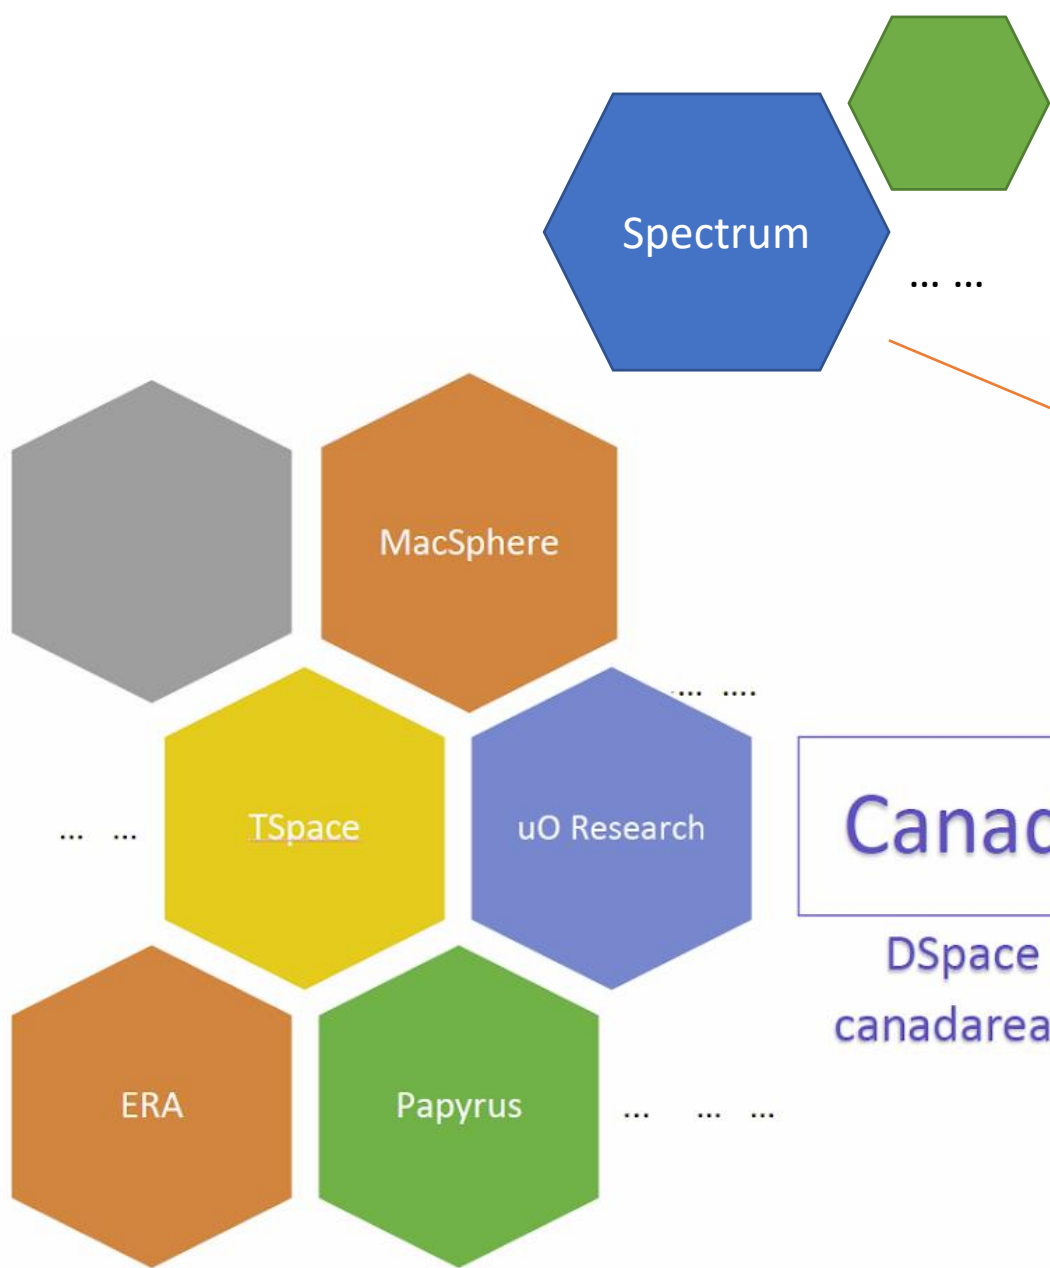 Spectrum
... ...
MacSphere
... ....
... ...
TSpace
uO Research
Canad
DSpace
canadarea
ERA
Papyrus
... ... ...